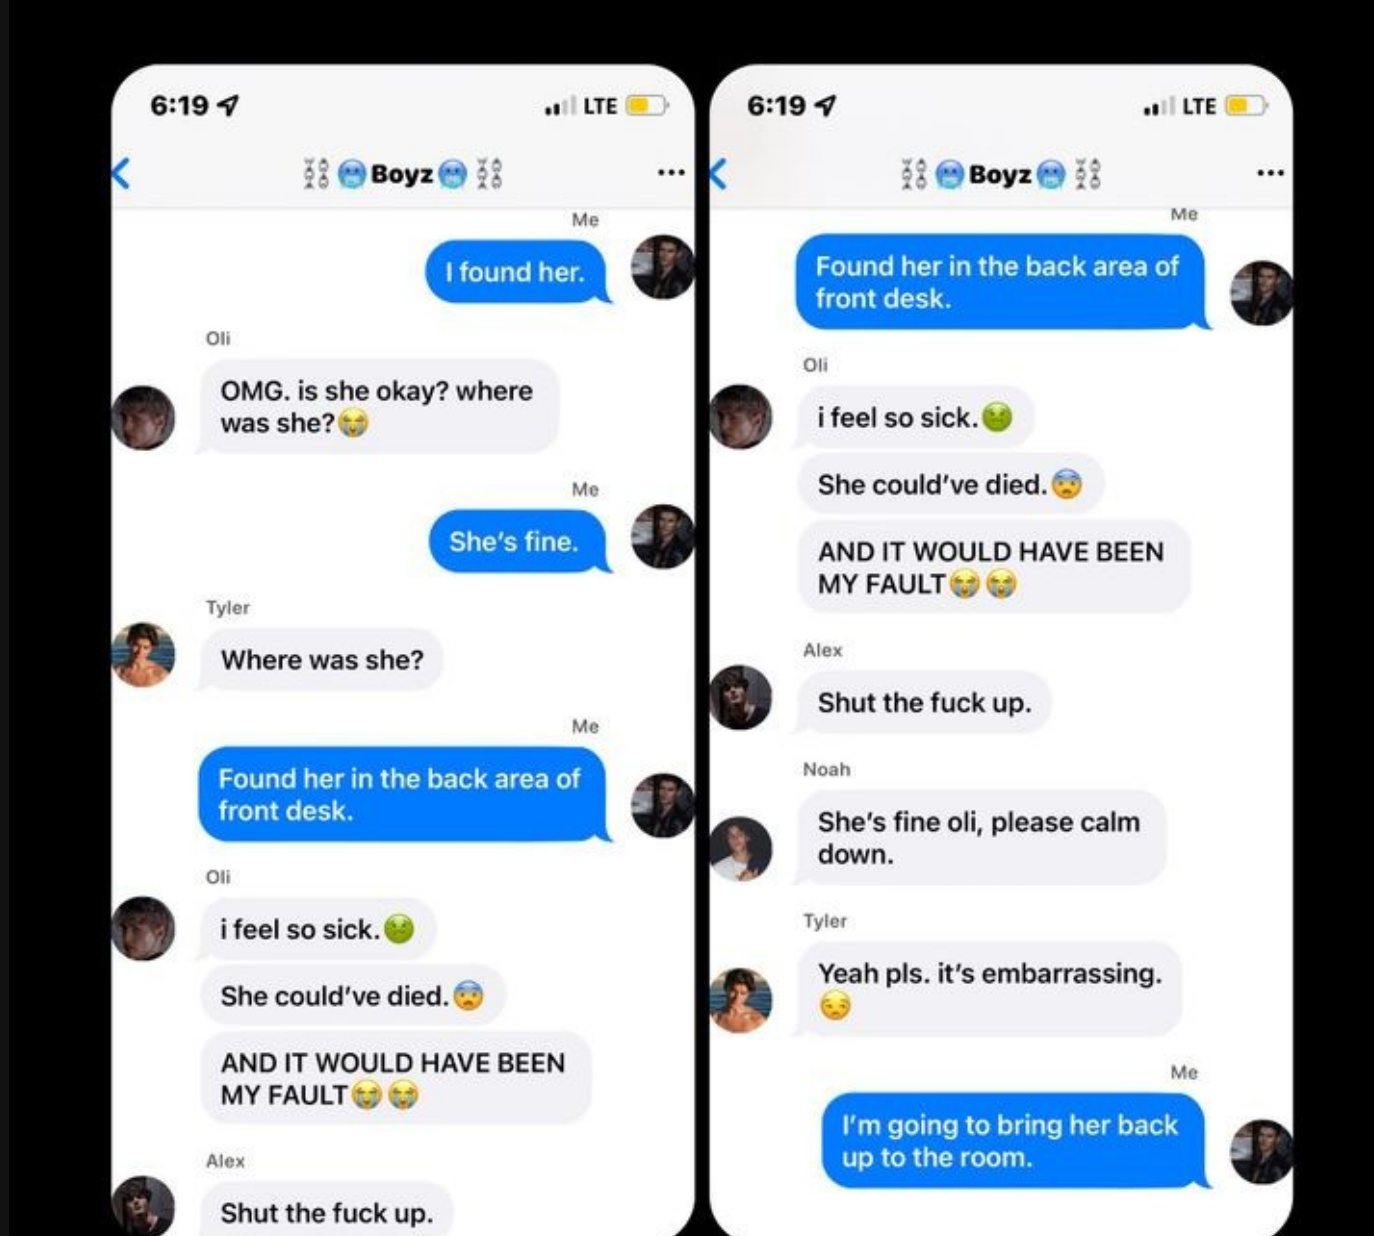 6:19
LTE
⛓🥶Boyz🥶⛓
...
Me
I found her.
Oli
OMG. is she okay? where
was she?😭
Me
She's fine.
Tyler
Where was she?
Me
Found her in the back area of
front desk.
Oli
i feel so sick.🤢
She could've died.😨
AND IT WOULD HAVE BEEN
MY FAULT😭😭
Alex
Shut the fuck up.
6:19
LTE
⛓🥶Boyz🥶⛓
...
Me
Found her in the back area of
front desk.
Oli
i feel so sick.🤢
She could've died.😨
AND IT WOULD HAVE BEEN
MY FAULT😭😭
Alex
Shut the fuck up.
Noah
She's fine oli, please calm
down.
Tyler
Yeah pls. it's embarrassing.
😒
Me
I'm going to bring her back
up to the room.